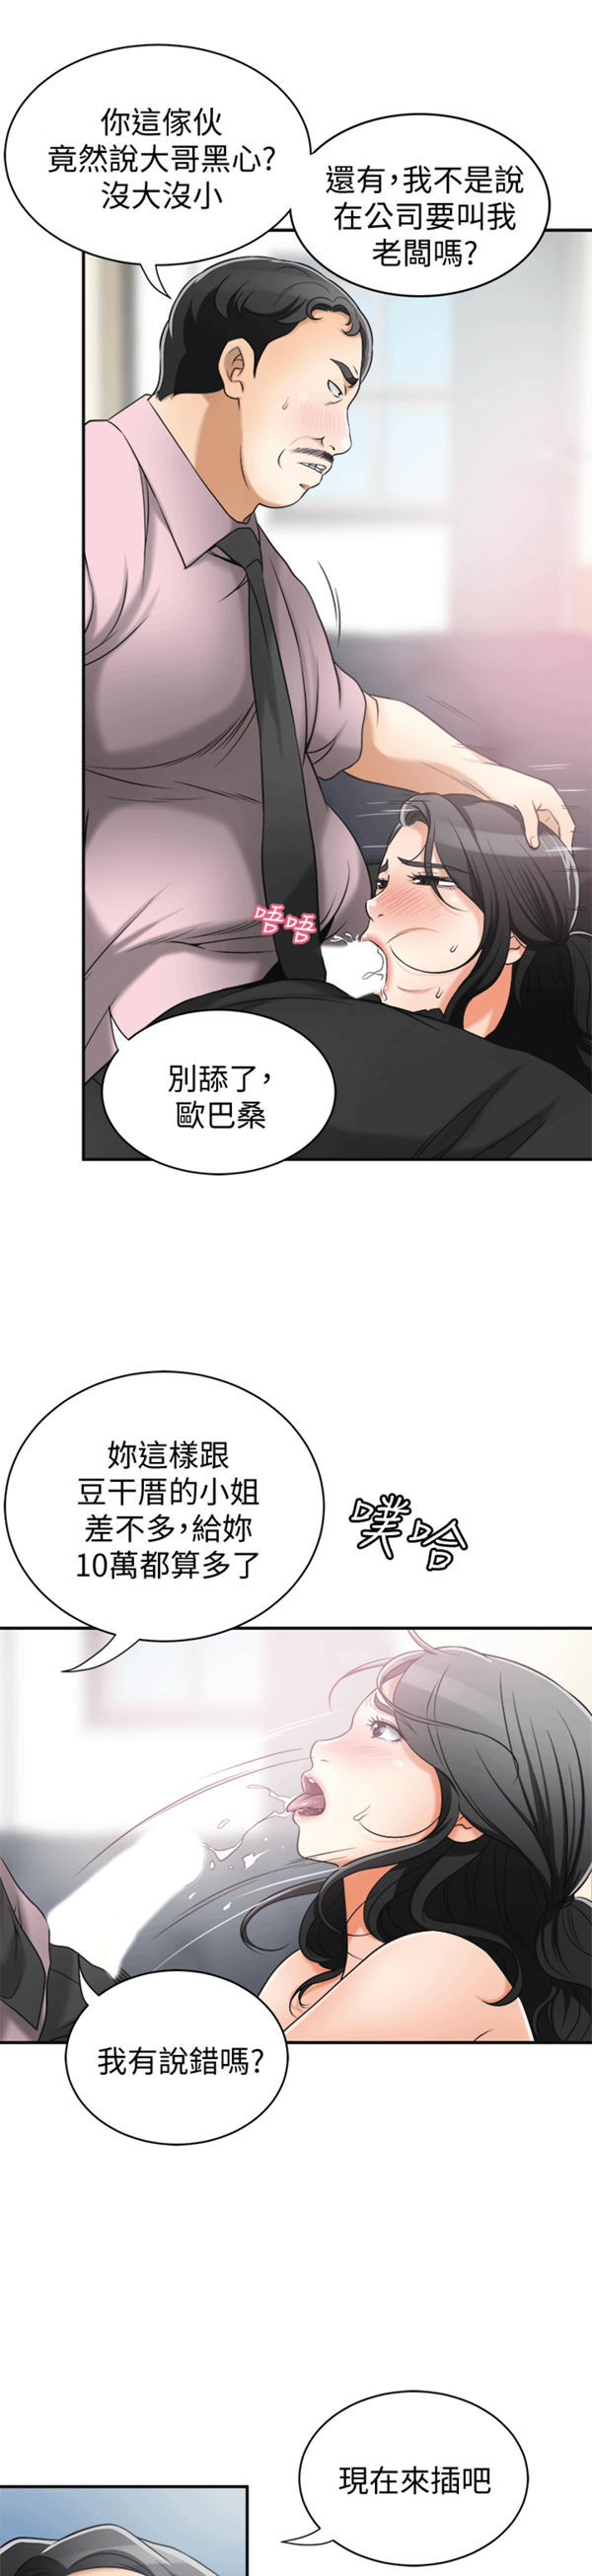 你這傢伙
竟然說大哥黑心?
沒大沒小
還有,我不是說
在公司要叫我
老闆嗎?
唔唔
別舔了,
歐巴桑
妳這樣跟
豆干厝的小姐
差不多,給妳
10萬都算多了
噗哈
我有說錯嗎?
現在來插吧